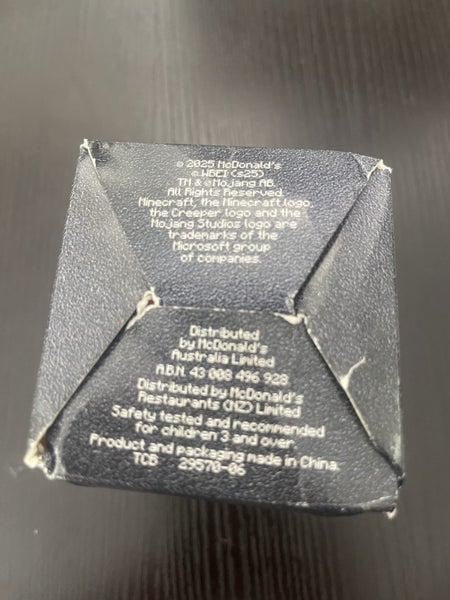 © 2025 McDonald's
© WBEI (s25)
TM & © Mojang AB.
All Rights Reserved.
Minecraft, the Minecraft logo,
the Creeper logo and the
Mojang Studios logo are
trademarks of the
Microsoft group
of companies.
Distributed
by McDonald's
Australia Limited
A.B.N. 43 008 496 928
Distributed by McDonald's
Restaurants (NZ) Limited
Safety tested and recommended
for children 3 and over.
Product and packaging made in China.
TCB 29570-06